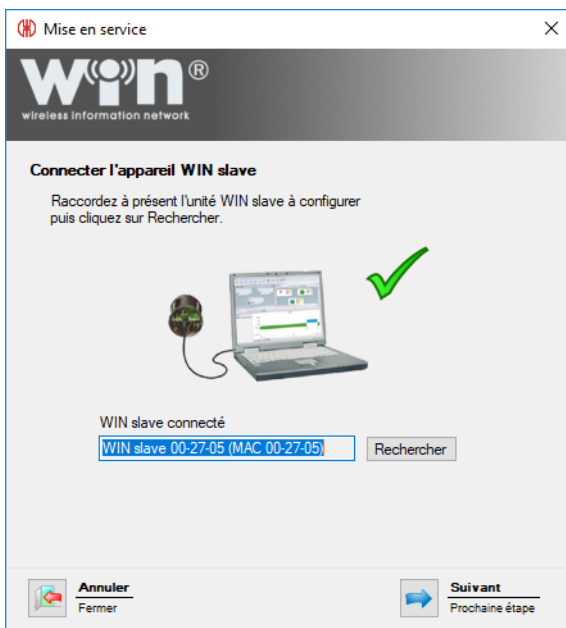 Mise en service
win®
wireless information network
Connecter l'appareil WIN slave
Raccordez à présent l'unité WIN slave à configurer
puis cliquez sur Rechercher.
WIN slave connecté
WIN slave 00-27-05 (MAC 00-27-05)
Rechercher
Annuler
Fermer
Suivant
Prochaine étape